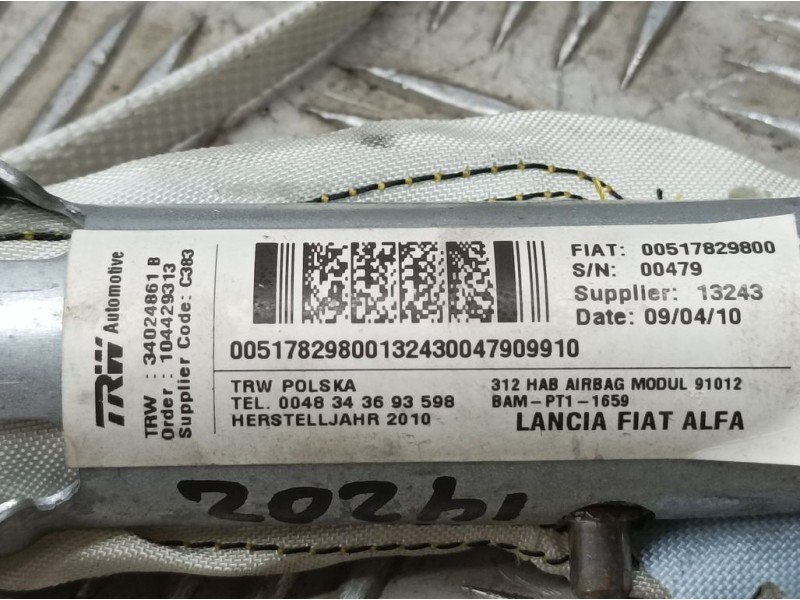 TRW Automotive
TRW : 34024861 B
Order : 104429313
Supplier Code: C383
FIAT: 00517829800
S/N: 00479
Supplier: 13243
Date: 09/04/10
00517829800132430047909910
TRW POLSKA
TEL. 0048 34 36 93 598
HERSTELLJAHR 2010
312 HAB AIRBAG MODUL 91012
BAM-PT1-1659
LANCIA FIAT ALFA